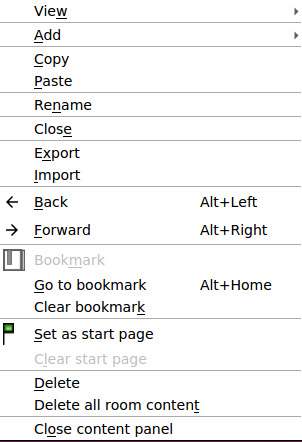 View
Add
Copy
Paste
Rename
Close
Export
Import
Back Alt+Left
Forward Alt+Right
Bookmark
Go to bookmark Alt+Home
Clear bookmark
Set as start page
Clear start page
Delete
Delete all room content
Close content panel